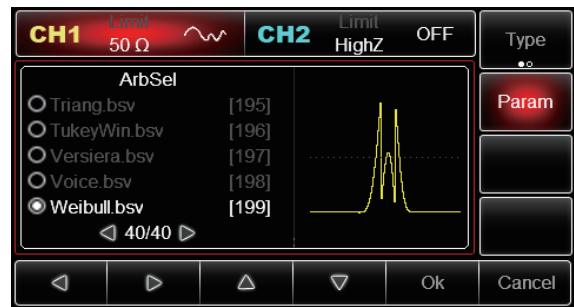 CH1 Limit 50 Ω CH2 Limit HighZ OFF
Type
ArbSel
Triang.bsv [195]
TukeyWin.bsv [196]
Versiera.bsv [197]
Voice.bsv [198]
Weibull.bsv [199]
40/40
Param
Ok Cancel